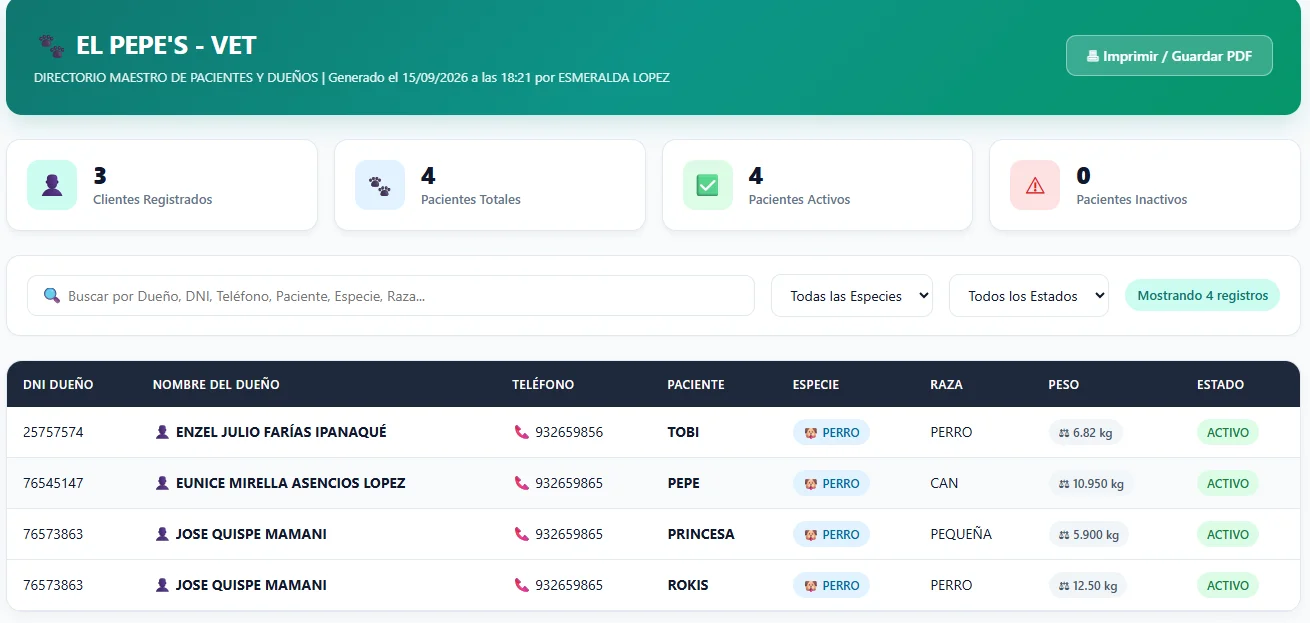 EL PEPE'S - VET
DIRECTORIO MAESTRO DE PACIENTES Y DUEÑOS | Generado el 15/09/2026 a las 18:21 por ESMERALDA LOPEZ
Imprimir / Guardar PDF
3
Clientes Registrados
4
Pacientes Totales
4
Pacientes Activos
0
Pacientes Inactivos
Buscar por Dueño, DNI, Teléfono, Paciente, Especie, Raza...
Todas las Especies
Todos los Estados
Mostrando 4 registros
DNI DUEÑO NOMBRE DEL DUEÑO TELÉFONO PACIENTE ESPECIE RAZA PESO ESTADO
25757574 ENZEL JULIO FARÍAS IPANAQUÉ 932659856 TOBI PERRO PERRO 6.82 kg ACTIVO
76545147 EUNICE MIRELLA ASENCIOS LOPEZ 932659865 PEPE PERRO CAN 10.950 kg ACTIVO
76573863 JOSE QUISPE MAMANI 932659865 PRINCESA PERRO PEQUEÑA 5.900 kg ACTIVO
76573863 JOSE QUISPE MAMANI 932659865 ROKIS PERRO PERRO 12.50 kg ACTIVO